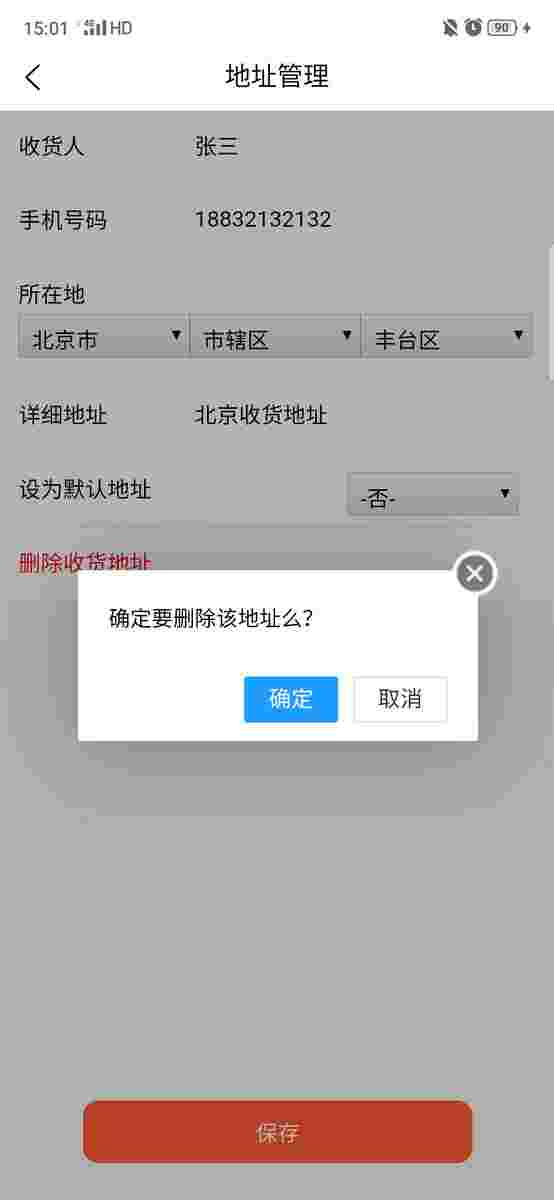 15:01 4G HD 90
地址管理
收货人 张三
手机号码 18832132132
所在地
北京市 市辖区 丰台区
详细地址 北京收货地址
设为默认地址 -否-
删除收货地址
确定要删除该地址么?
确定 取消
保存